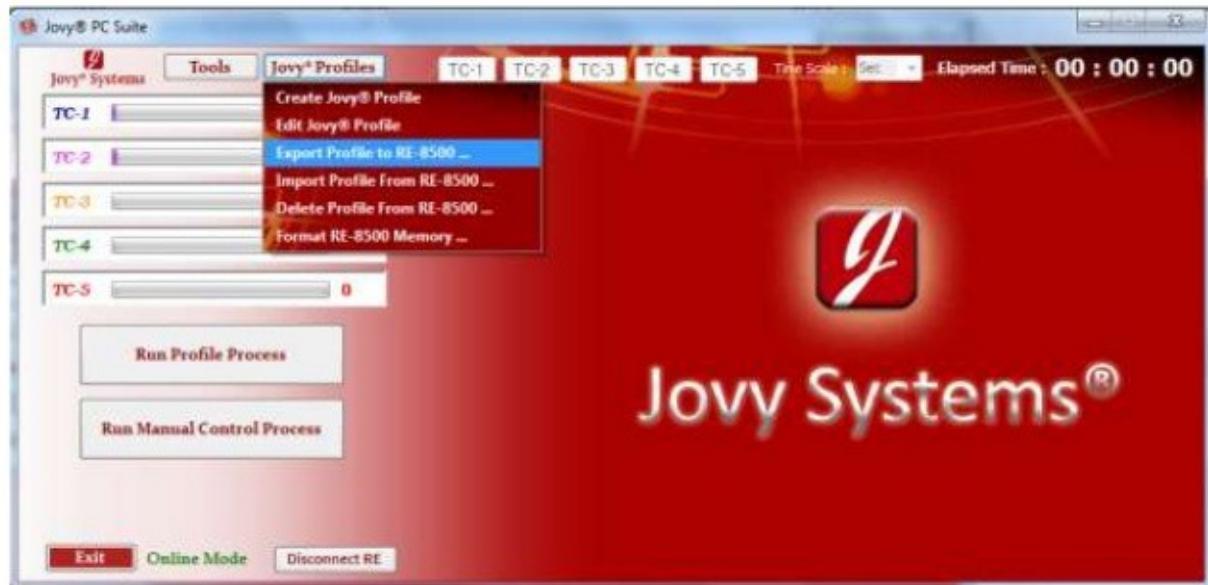 Jovy® PC Suite
Jovy® Systems
Tools
Jovy® Profiles
TC-1 TC-2 TC-3 TC-4 TC-5 Time Scale : Sec Elapsed Time : 00 : 00 : 00
TC-1
TC-2
TC-3
TC-4
TC-5 0
Create Jovy® Profile
Edit Jovy® Profile
Export Profile to RE-8500 ...
Import Profile From RE-8500 ...
Delete Profile From RE-8500 ...
Format RE-8500 Memory ...
Run Profile Process
Run Manual Control Process
Jovy Systems®
Exit Online Mode Disconnect RE